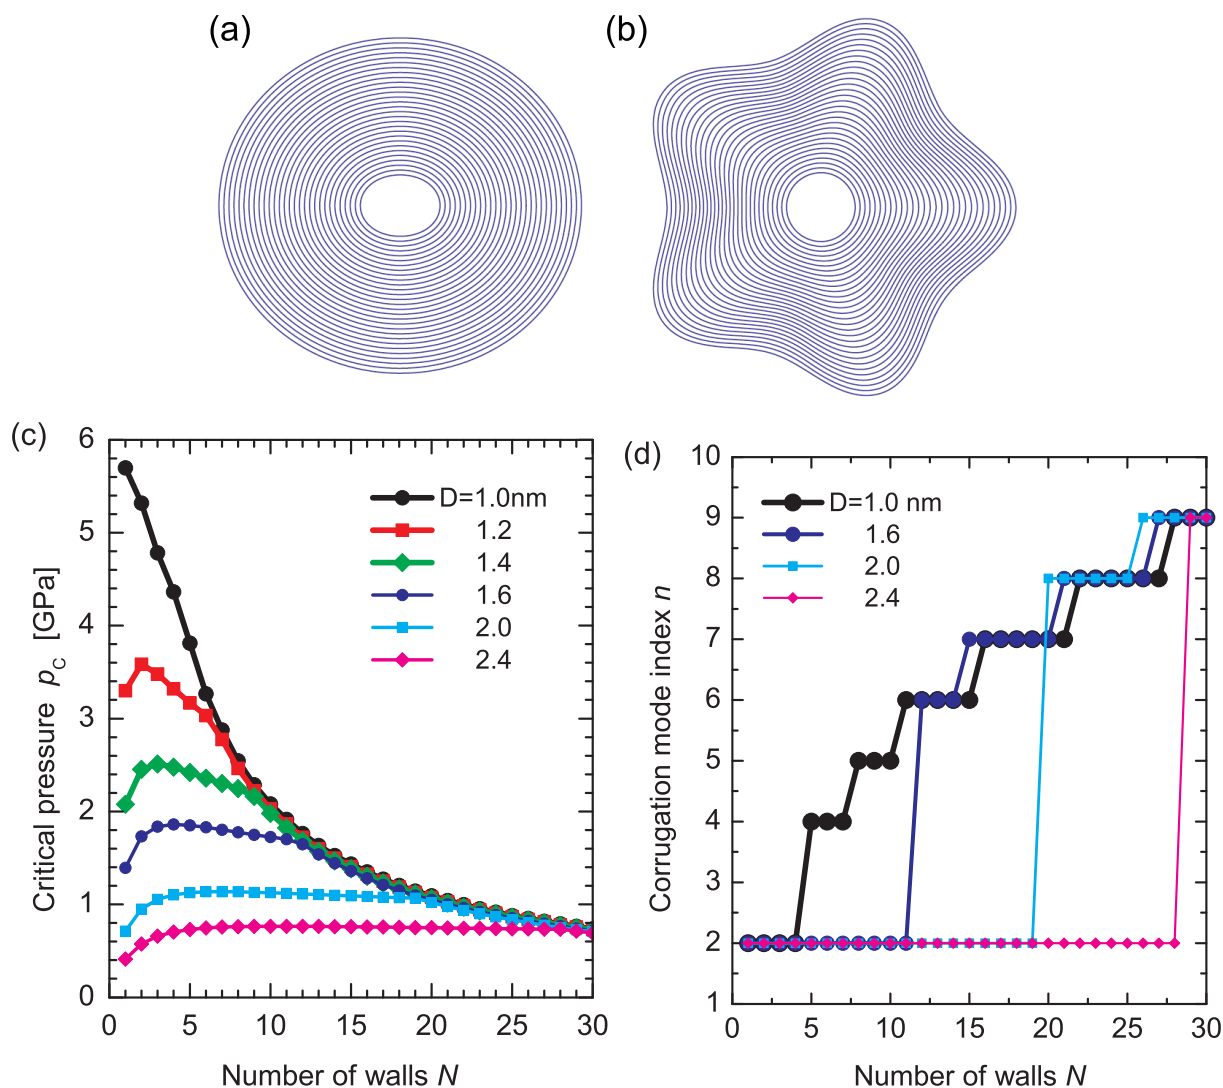 (a)
(b)
(c)
Critical pressure pC [GPa]
6
5
4
3
2
1
0
D=1.0nm
1.2
1.4
1.6
2.0
2.4
0 5 10 15 20 25 30
Number of walls N
(d)
Corrugation mode index n
10
9
8
7
6
5
4
3
2
1
D=1.0 nm
1.6
2.0
2.4
0 5 10 15 20 25 30
Number of walls N